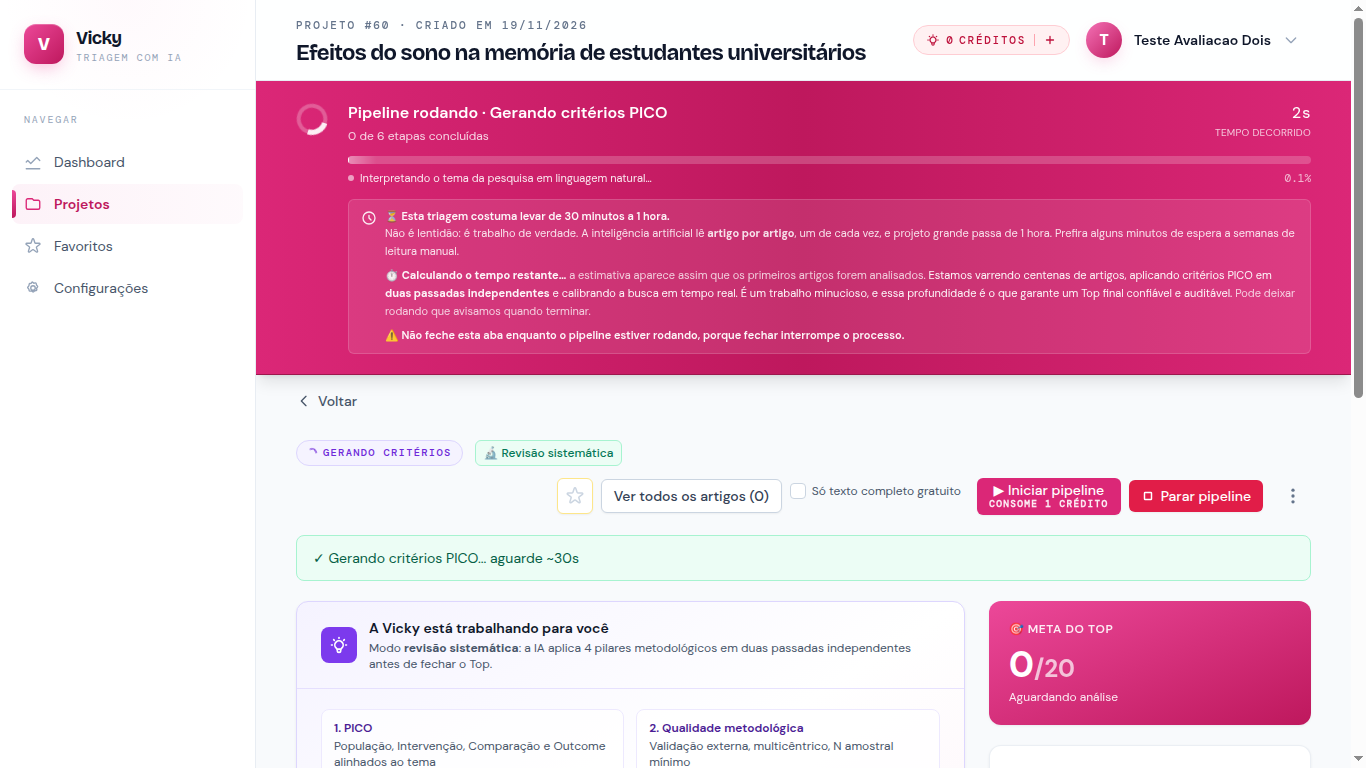 V
Vicky
TRIAGEM COM IA
NAVEGAR
Dashboard
Projetos
Favoritos
Configurações
PROJETO #60 · CRIADO EM 19/11/2026
Efeitos do sono na memória de estudantes universitários
0 CRÉDITOS +
T
Teste Avaliacao Dois
Pipeline rodando · Gerando critérios PICO
2s
0 de 6 etapas concluídas
TEMPO DECORRIDO
Interpretando o tema da pesquisa em linguagem natural...
0.1%
⏳ Esta triagem costuma levar de 30 minutos a 1 hora.
Não é lentidão: é trabalho de verdade. A inteligência artificial lê artigo por artigo, um de cada vez, e projeto grande passa de 1 hora. Prefira alguns minutos de espera a semanas de
leitura manual.
⏱️ Calculando o tempo restante... a estimativa aparece assim que os primeiros artigos forem analisados. Estamos varrendo centenas de artigos, aplicando critérios PICO em
duas passadas independentes e calibrando a busca em tempo real. É um trabalho minucioso, e essa profundidade é o que garante um Top final confiável e auditável. Pode deixar
rodando que avisamos quando terminar.
⚠️ Não feche esta aba enquanto o pipeline estiver rodando, porque fechar interrompe o processo.
Voltar
GERANDO CRITÉRIOS
🔬 Revisão sistemática
Ver todos os artigos (0)
Só texto completo gratuito
▶ Iniciar pipeline
CONSOME 1 CRÉDITO
Parar pipeline
✓ Gerando critérios PICO... aguarde ~30s
A Vicky está trabalhando para você
Modo revisão sistemática: a IA aplica 4 pilares metodológicos em duas passadas independentes
antes de fechar o Top.
1. PICO
População, Intervenção, Comparação e Outcome
alinhados ao tema
2. Qualidade metodológica
Validação externa, multicêntrico, N amostral
mínimo
🎯 META DO TOP
0/20
Aguardando análise